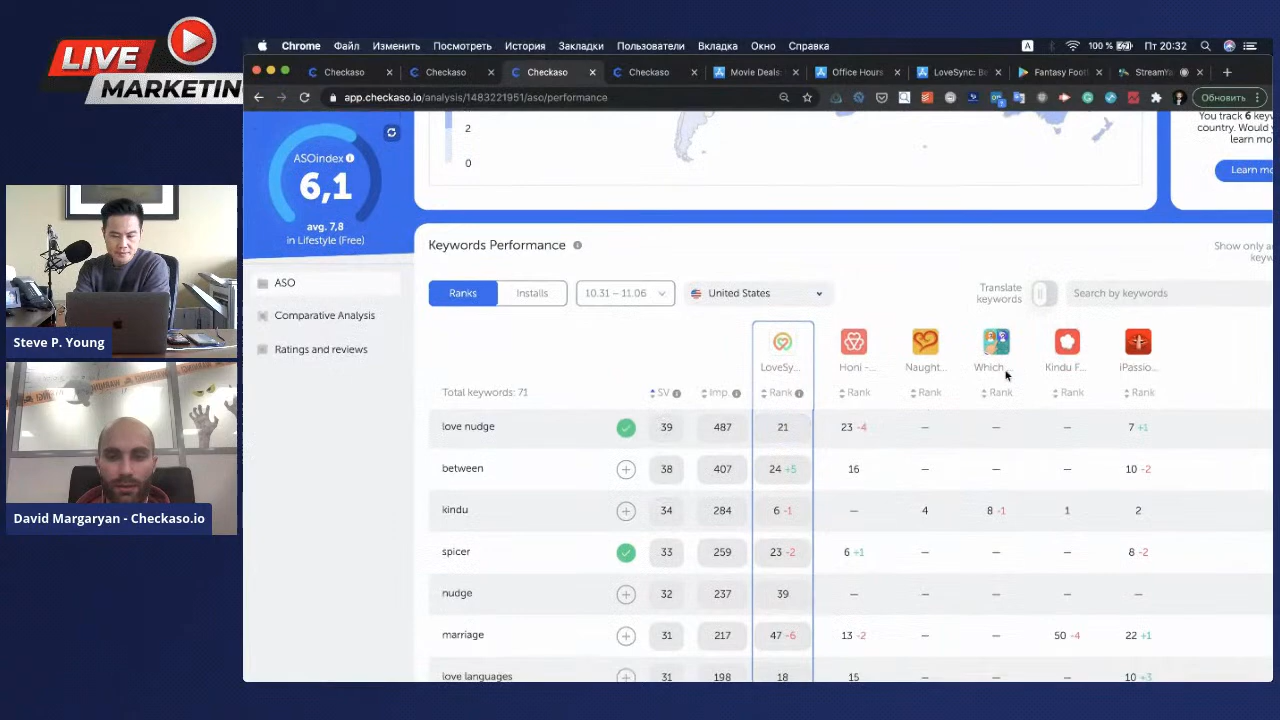 LIVE
MARKETIN
Chrome Файл Изменить Посмотреть История Закладки Пользователи Вкладка Окно Справка
A 100 % Пт 20:32
Checkaso Checkaso Checkaso Checkaso Movie Deals: Office Hours LoveSync: Be Fantasy Foot StreamYa
app.checkaso.io/analysis/1483221951/aso/performance
Обновить
ASOindex
6,1
avg. 7,8
in Lifestyle (Free)
2
0
You track 6 keyw
country. Would y
learn mo
Learn mo
ASO
Comparative Analysis
Ratings and reviews
Keywords Performance
Show only a
keyw
Ranks Installs 10.31 – 11.06 United States
Translate
keywords
Search by keywords
LoveSy... Honi -... Naught... Which ... Kindu F... iPassio...
Total keywords: 71 SV Imp. Rank Rank Rank Rank Rank Rank
love nudge 39 487 21 23 -4 — — — 7 +1
between 38 407 24 +5 16 — — — 10 -2
kindu 34 284 6 -1 — 4 8 -1 1 2
spicer 33 259 23 -2 6 +1 — — — 8 -2
nudge 32 237 39 — — — — —
marriage 31 217 47 -6 13 -2 — — 50 -4 22 +1
love languages 31 198 18 15 — — — 10 +3
Steve P. Young
David Margaryan - Checkaso.io